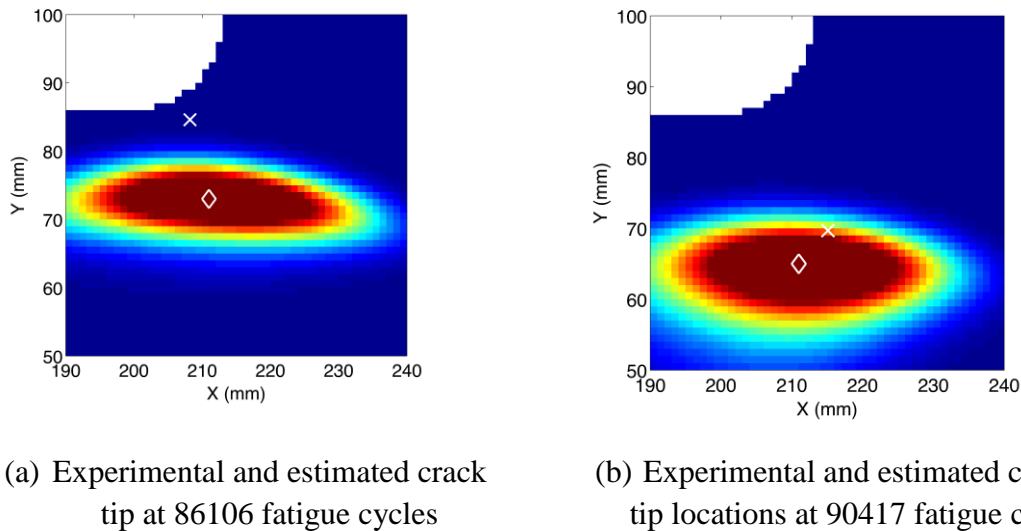 100
90
80
70
60
50
Y (mm)
190 200 210 220 230 240
X (mm)
100
90
80
70
60
50
Y (mm)
190 200 210 220 230 240
X (mm)
(a) Experimental and estimated crack
tip at 86106 fatigue cycles
(b) Experimental and estimated c
tip locations at 90417 fatigue c